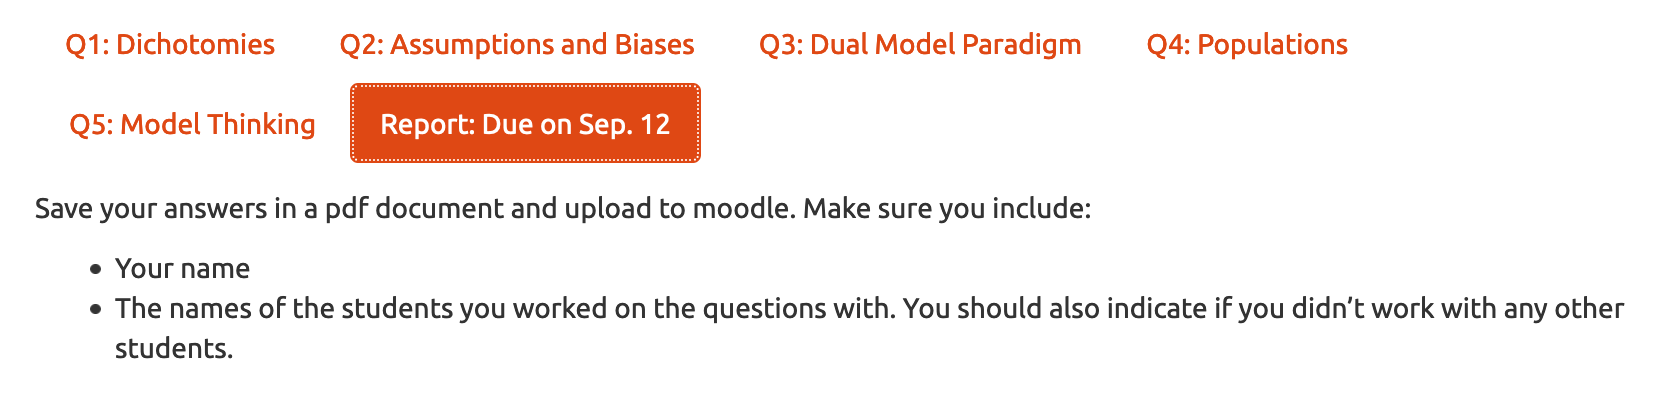 Q1: Dichotomies Q2: Assumptions and Biases Q3: Dual Model Paradigm Q4: Populations
Q5: Model Thinking Report: Due on Sep. 12
Save your answers in a pdf document and upload to moodle. Make sure you include:
• Your name
• The names of the students you worked on the questions with. You should also indicate if you didn’t work with any other
students.